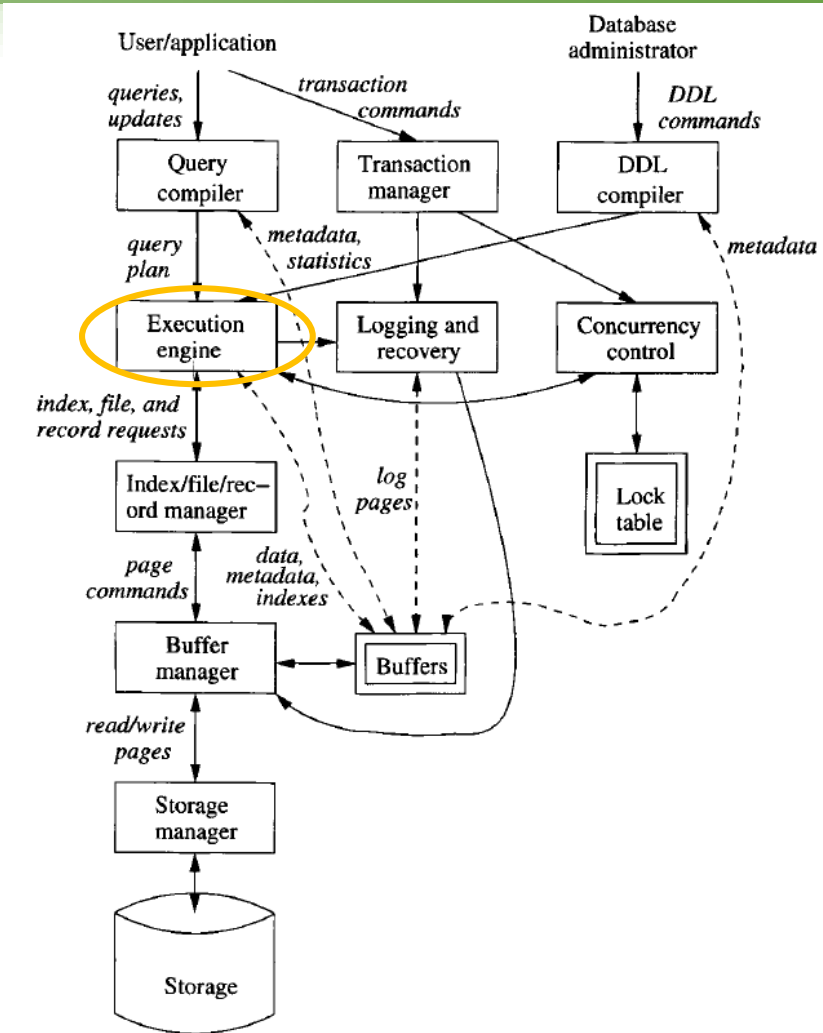 User/application
Database
administrator
queries,
updates
transaction
commands
DDL
commands
Query
compiler
Transaction
manager
DDL
compiler
query
plan
metadata,
statistics
metadata
Execution
engine
Logging and
recovery
Concurrency
control
index, file, and
record requests
Index/file/rec–
ord manager
log
pages
Lock
table
page
commands
data,
metadata,
indexes
Buffer
manager
Buffers
read/write
pages
Storage
manager
Storage